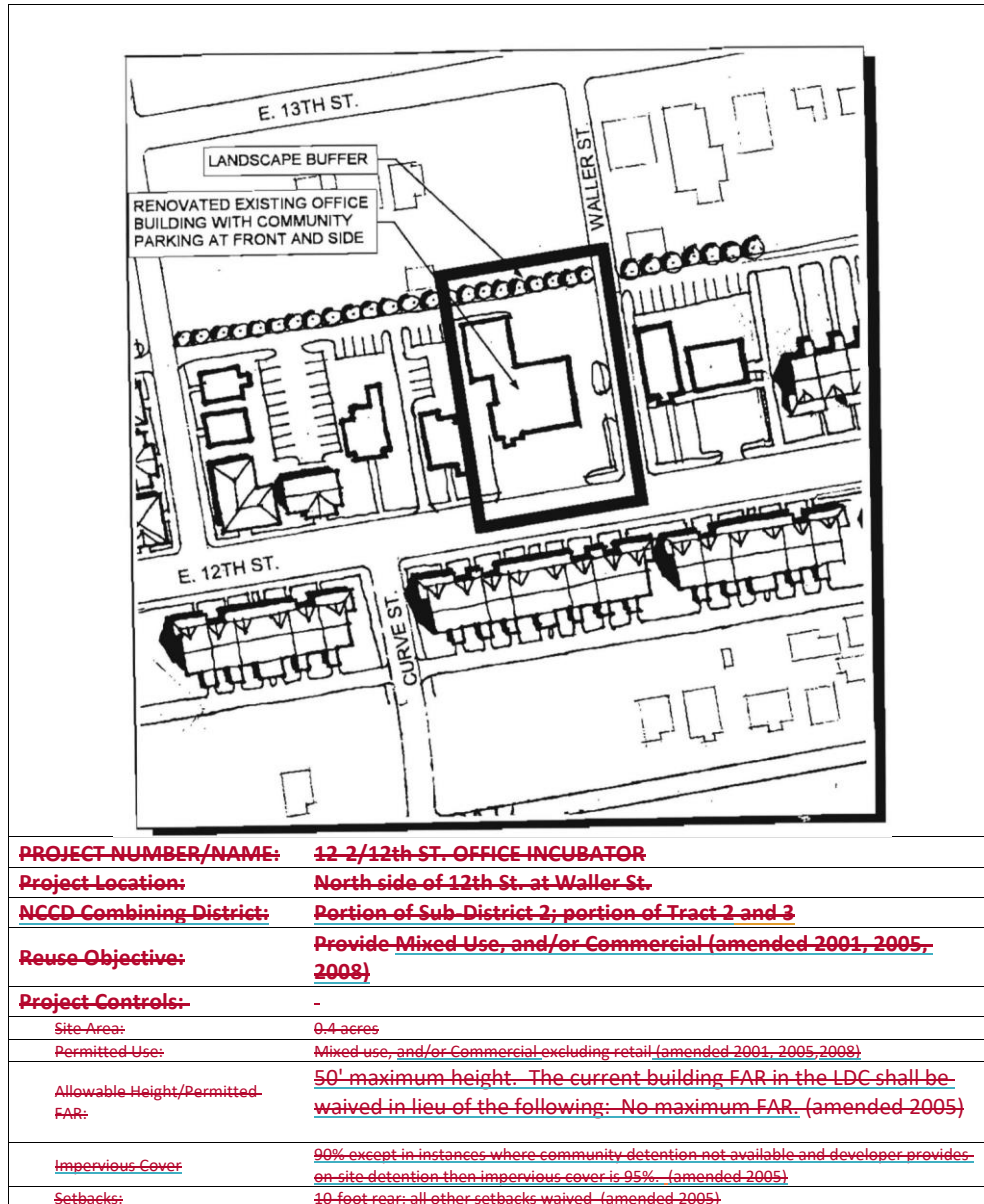 E. 13TH ST.
WALLER ST.
LANDSCAPE BUFFER
RENOVATED EXISTING OFFICE
BUILDING WITH COMMUNITY
PARKING AT FRONT AND SIDE
E. 12TH ST.
CURVE ST.
PROJECT NUMBER/NAME: 12-2/12th ST. OFFICE INCUBATOR
Project Location: North side of 12th St. at Waller St.
NCCD Combining District: Portion of Sub-District 2; portion of Tract 2 and 3
Reuse Objective: Provide Mixed Use, and/or Commercial (amended 2001, 2005,
2008)
Project Controls: -
Site Area: 0.4 acres
Permitted Use: Mixed use, and/or Commercial excluding retail (amended 2001, 2005,2008)
Allowable Height/Permitted
FAR:
50' maximum height. The current building FAR in the LDC shall be
waived in lieu of the following: No maximum FAR. (amended 2005)
Impervious Cover
90% except in instances where community detention not available and developer provides
on-site detention then impervious cover is 95%. (amended 2005)
Setbacks: 10-foot rear; all other setbacks waived (amended 2005)